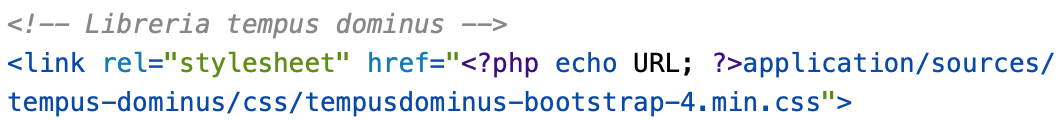 <!-- Libreria tempus dominus -->
<link rel="stylesheet" href="<?php echo URL; ?>application/sources/
tempus-dominus/css/tempusdominus-bootstrap-4.min.css">